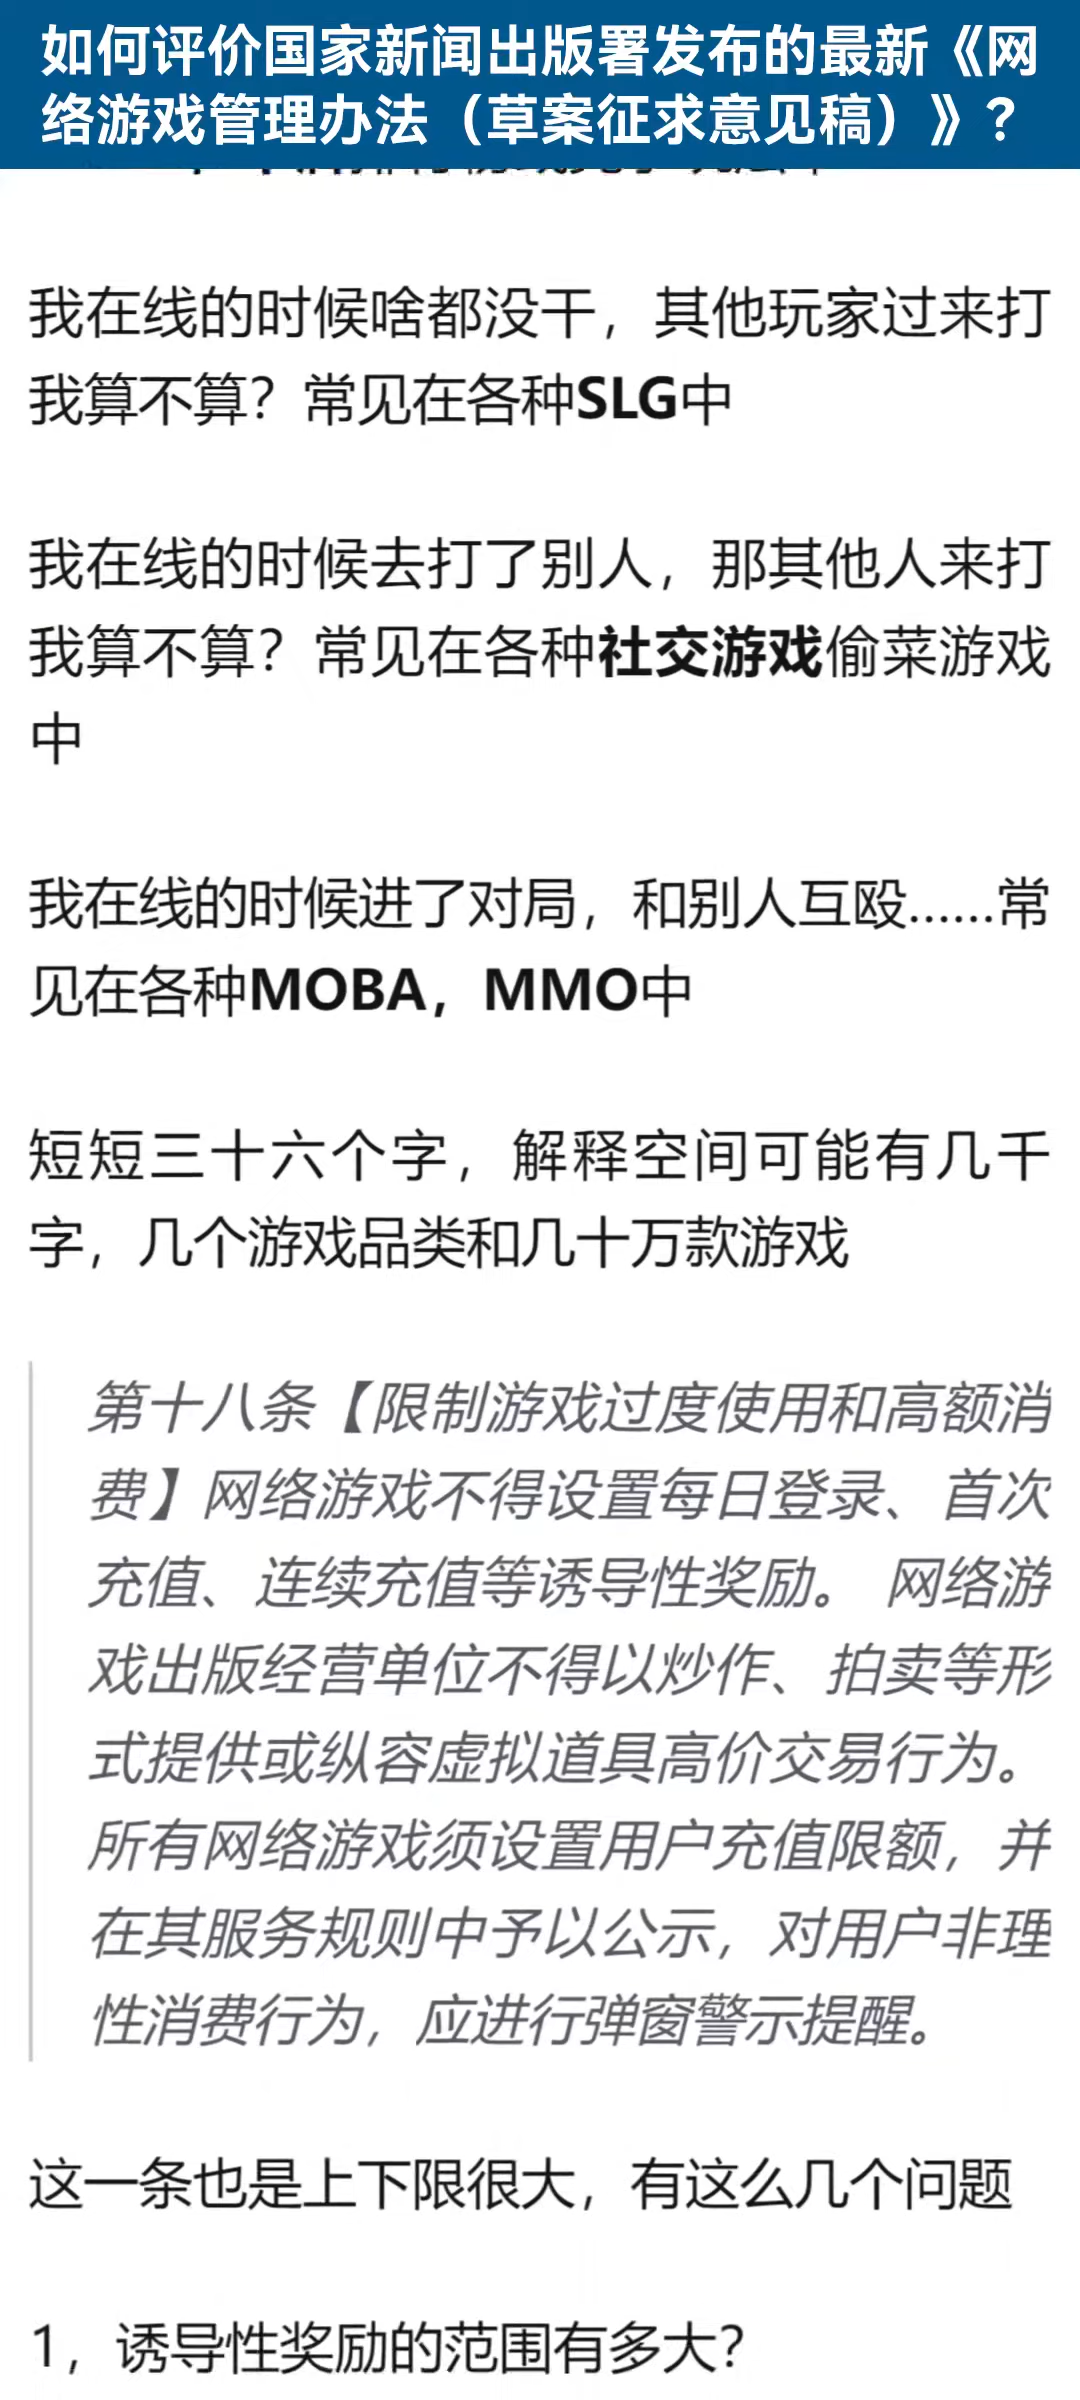 如何评价国家新闻出版署发布的最新《网
络游戏管理办法（草案征求意见稿）》？
我在线的时候啥都没干，其他玩家过来打
我算不算？常见在各种SLG中
我在线的时候去打了别人，那其他人来打
我算不算？常见在各种社交游戏偷菜游戏
中
我在线的时候进了对局，和别人互殴……常
见在各种MOBA，MMO中
短短三十六个字，解释空间可能有几千
字，几个游戏品类和几十万款游戏
第十八条【限制游戏过度使用和高额消
费】网络游戏不得设置每日登录、首次
充值、连续充值等诱导性奖励。 网络游
戏出版经营单位不得以炒作、拍卖等形
式提供或纵容虚拟道具高价交易行为。
所有网络游戏须设置用户充值限额，并
在其服务规则中予以公示，对用户非理
性消费行为，应进行弹窗警示提醒。
这一条也是上下限很大，有这么几个问题
1，诱导性奖励的范围有多大？